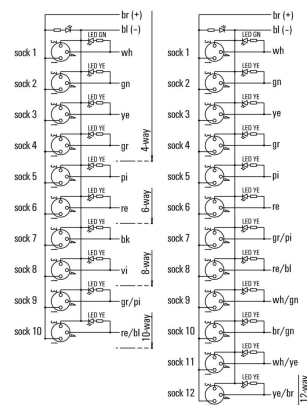 br (+)
bl (−)
LED GN
sock 1 wh
LED YE
sock 2 gn
LED YE
sock 3 ye
LED YE
sock 4 gr
4-way
LED YE
sock 5 pi
LED YE
sock 6 re
6-way
LED YE
sock 7 bk
LED YE
sock 8 vi
8-way
LED YE
sock 9 gr/pi
LED YE
sock 10 re/bl
10-way
br (+)
bl (−)
LED GN
sock 1 wh
LED YE
sock 2 gn
LED YE
sock 3 ye
LED YE
sock 4 gr
LED YE
sock 5 pi
LED YE
sock 6 re
LED YE
sock 7 gr/pi
LED YE
sock 8 re/bl
LED YE
sock 9 wh/gn
LED YE
sock 10 br/gn
LED YE
sock 11 wh/ye
LED YE
sock 12 ye/br
12-way